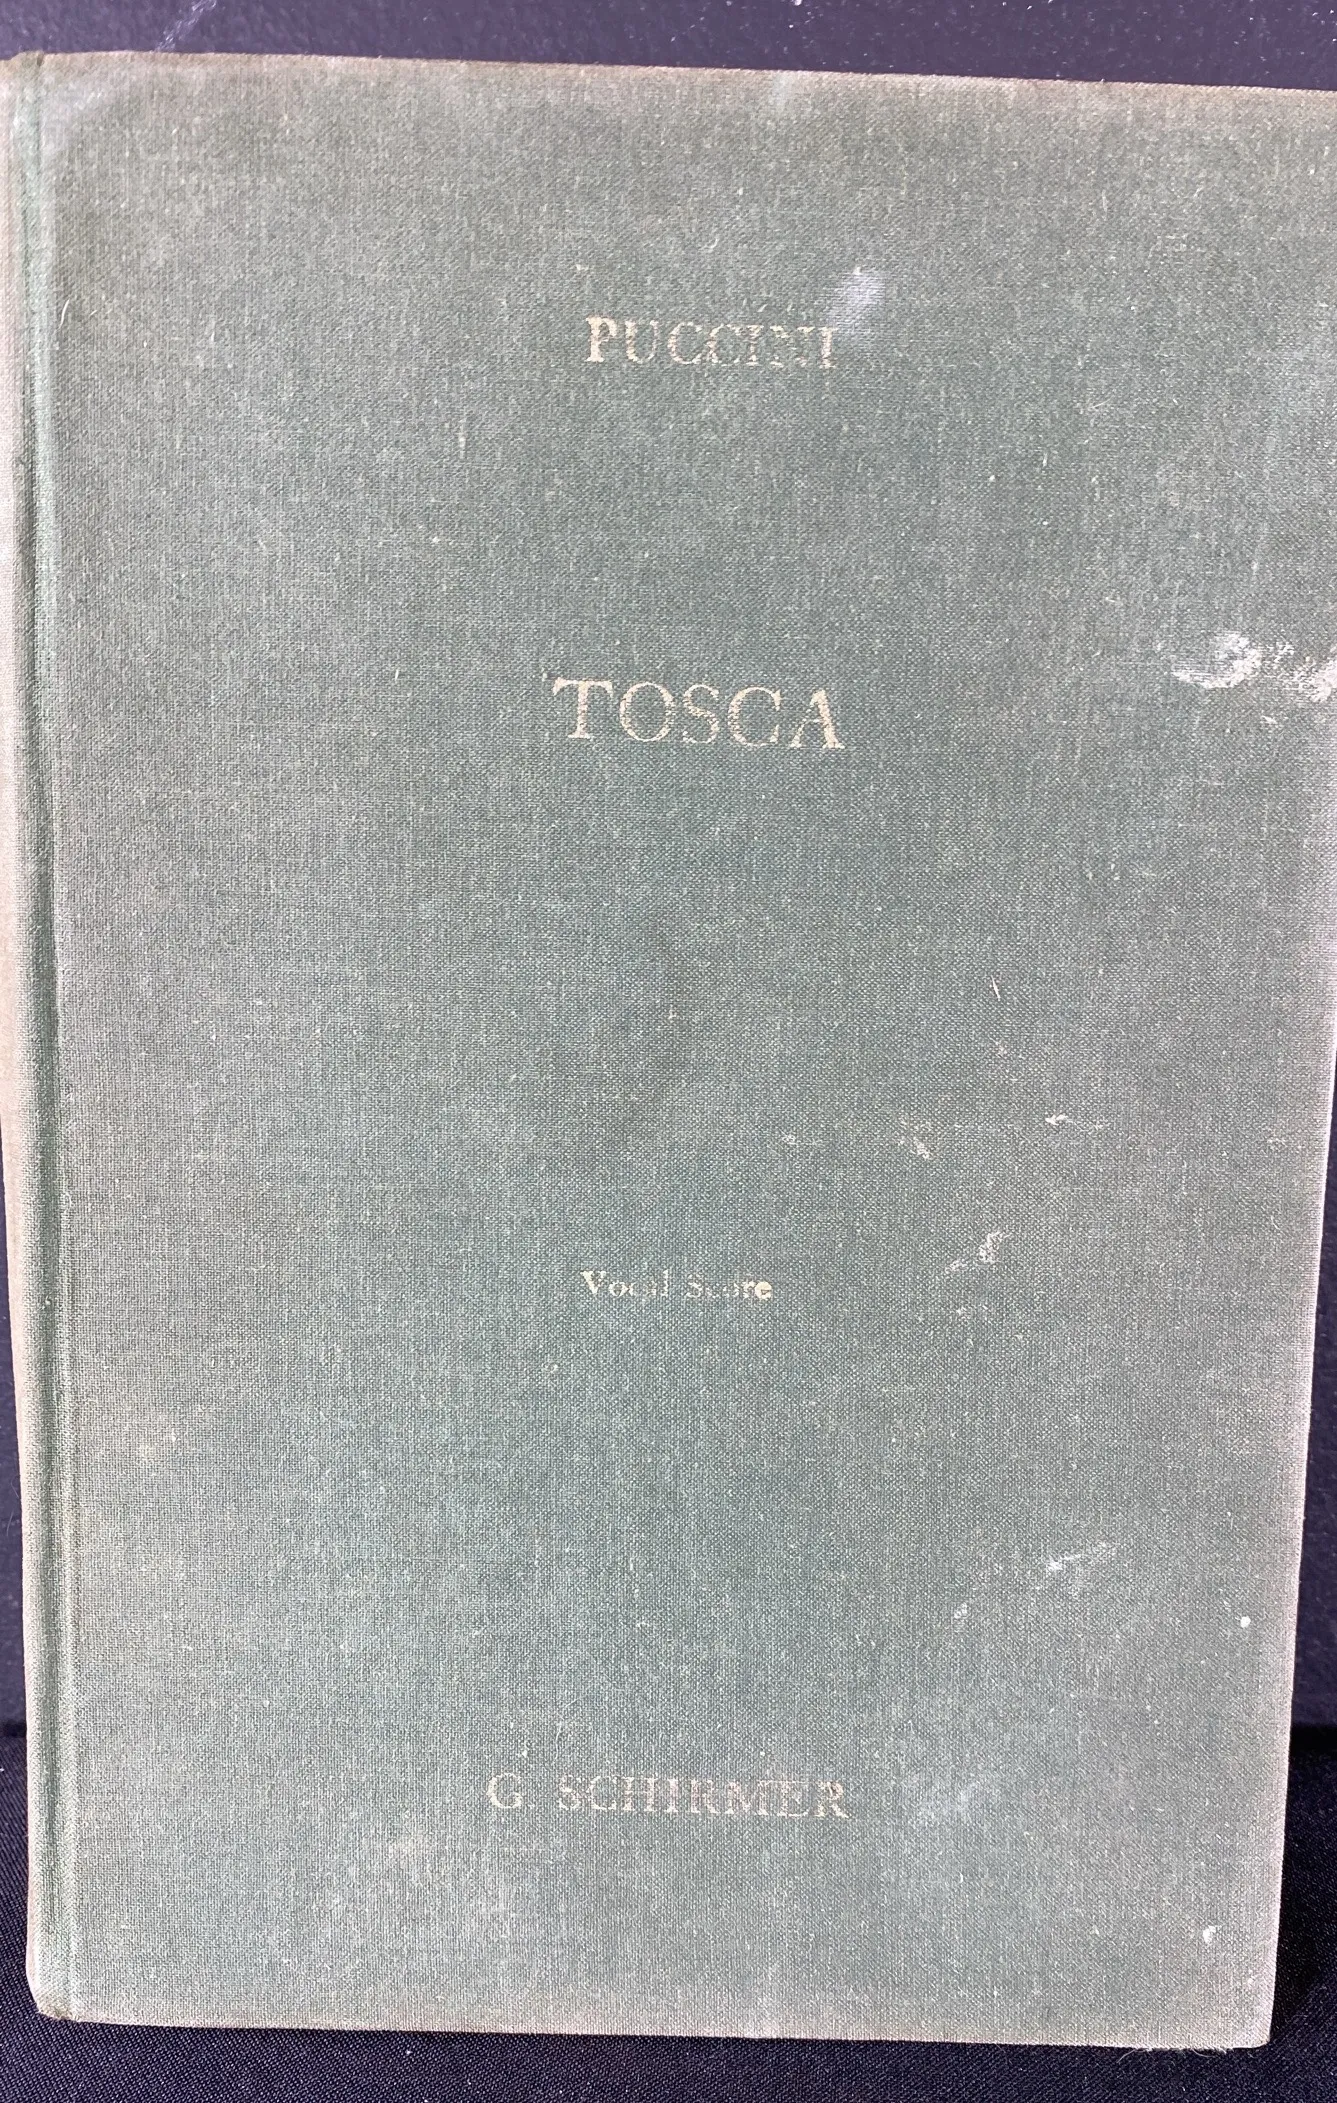 PUCCINI
TOSCA
Vocal Score
G SCHIRMER